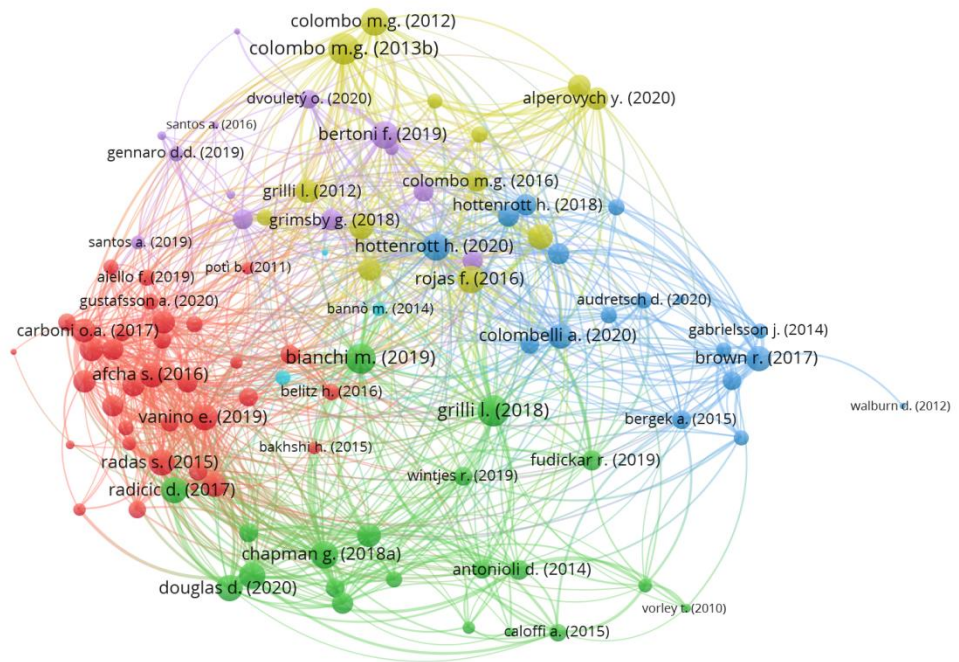 colombo m.g. (2012)
colombo m.g. (2013b)
dvouletý o. (2020)
alperovych y. (2020)
santos a. (2016)
bertoni f. (2019)
gennaro d.d. (2019)
colombo m.g. (2016)
grilli l. (2012)
hottenrott h. (2018)
grimsby g. (2018)
santos a. (2019)
hottenrott h. (2020)
potì b. (2011)
aiello f. (2019)
rojas f. (2016)
gustafsson a. (2020)
audretsch d. (2020)
bannò m. (2014)
carboni o.a. (2017)
colombelli a. (2020)
gabrielsson j. (2014)
bianchi m. (2019)
brown r. (2017)
afcha s. (2016)
belitz h. (2016)
walburn d. (2012)
grilli l. (2018)
vanino e. (2019)
bergek a. (2015)
bakhshi h. (2015)
radas s. (2015)
fudickar r. (2019)
wintjes r. (2019)
radicic d. (2017)
chapman g. (2018a)
antonioli d. (2014)
douglas d. (2020)
vorley t. (2010)
caloffi a. (2015)